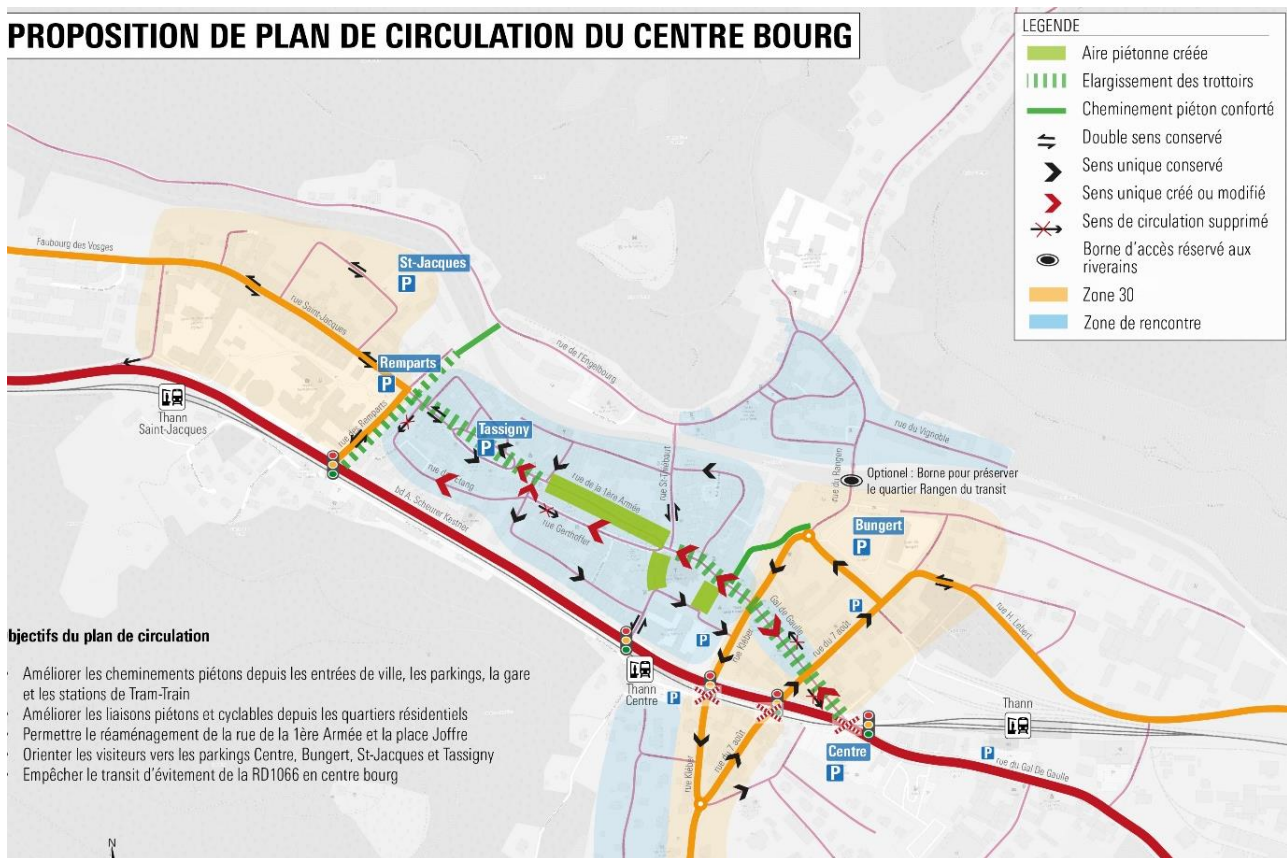 PROPOSITION DE PLAN DE CIRCULATION DU CENTRE BOURG
LEGENDE
Aire piétonne créée
Elargissement des trottoirs
Cheminement piéton conforté
Double sens conservé
Sens unique conservé
Sens unique créé ou modifié
Sens de circulation supprimé
Borne d'accès réservé aux
riverains
Zone 30
Zone de rencontre
Faubourg des Vosges
St-Jacques
P
rue Saint-Jacques
Remparts
P
rue de l'Engelbourg
Thann
Saint-Jacques
rue des Remparts
Tassigny
P
rue du Vignoble
rue de l'Etang
rue de la 1ère Armée
rue St-Thiébaut
rue du Rangen
Optionel : Borne pour préserver
le quartier Rangen du transit
bd A. Scheurer Kestner
rue Gerthoffer
Bungert
P
Gal de Gaulle
P
rue H. Lebert
rue Kléber
rue du 7 août
P
bjectifs du plan de circulation
Améliorer les cheminements piétons depuis les entrées de ville, les parkings, la gare
et les stations de Tram-Train
Améliorer les liaisons piétons et cyclables depuis les quartiers résidentiels
Permettre le réaménagement de la rue de la 1ère Armée et la place Joffre
Orienter les visiteurs vers les parkings Centre, Bungert, St-Jacques et Tassigny
Empêcher le transit d'évitement de la RD1066 en centre bourg
Thann
Centre
P
Thann
rue Kléber
rue du 7 août
Centre
P
P
rue du Gal De Gaulle
N